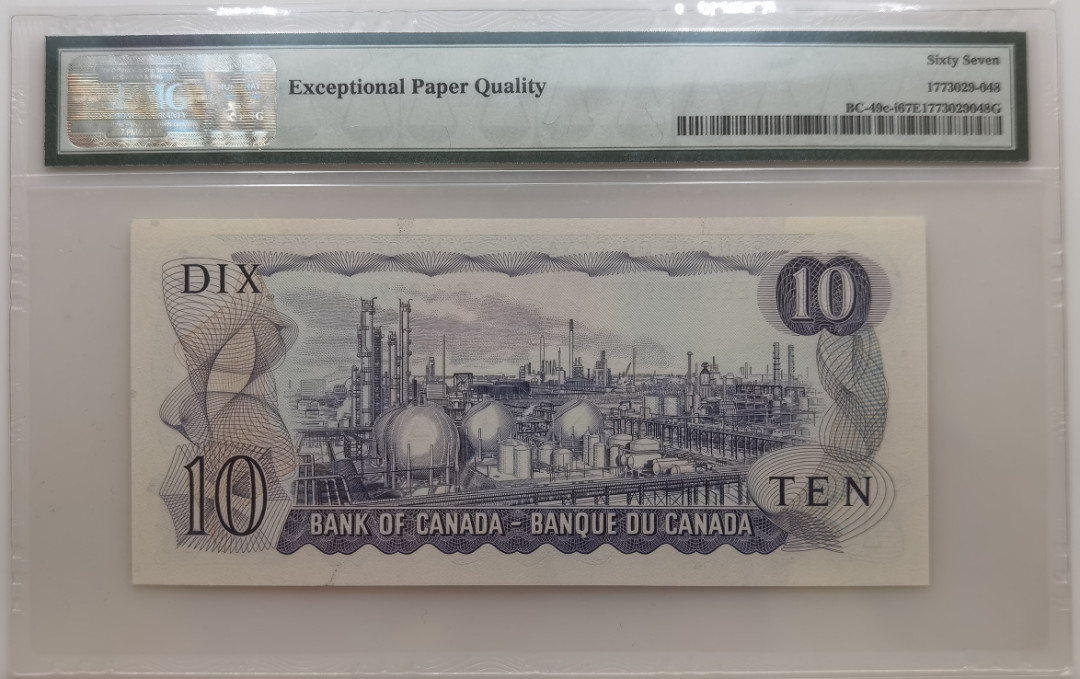 Sixty Seven
Exceptional Paper Quality
1773029-048
BC-49c-i67E1773029048G
DIX
10
10
TEN
BANK OF CANADA - BANQUE DU CANADA